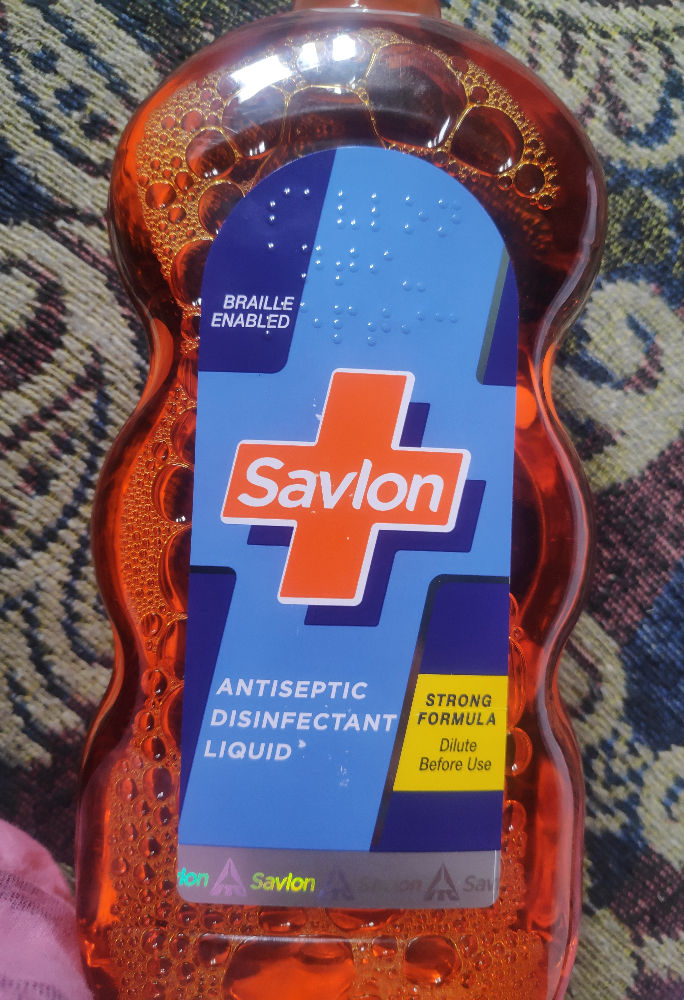 BRAILLE
ENABLED
Savlon
ANTISEPTIC
DISINFECTANT
LIQUID
STRONG
FORMULA
Dilute
Before Use
Savlon